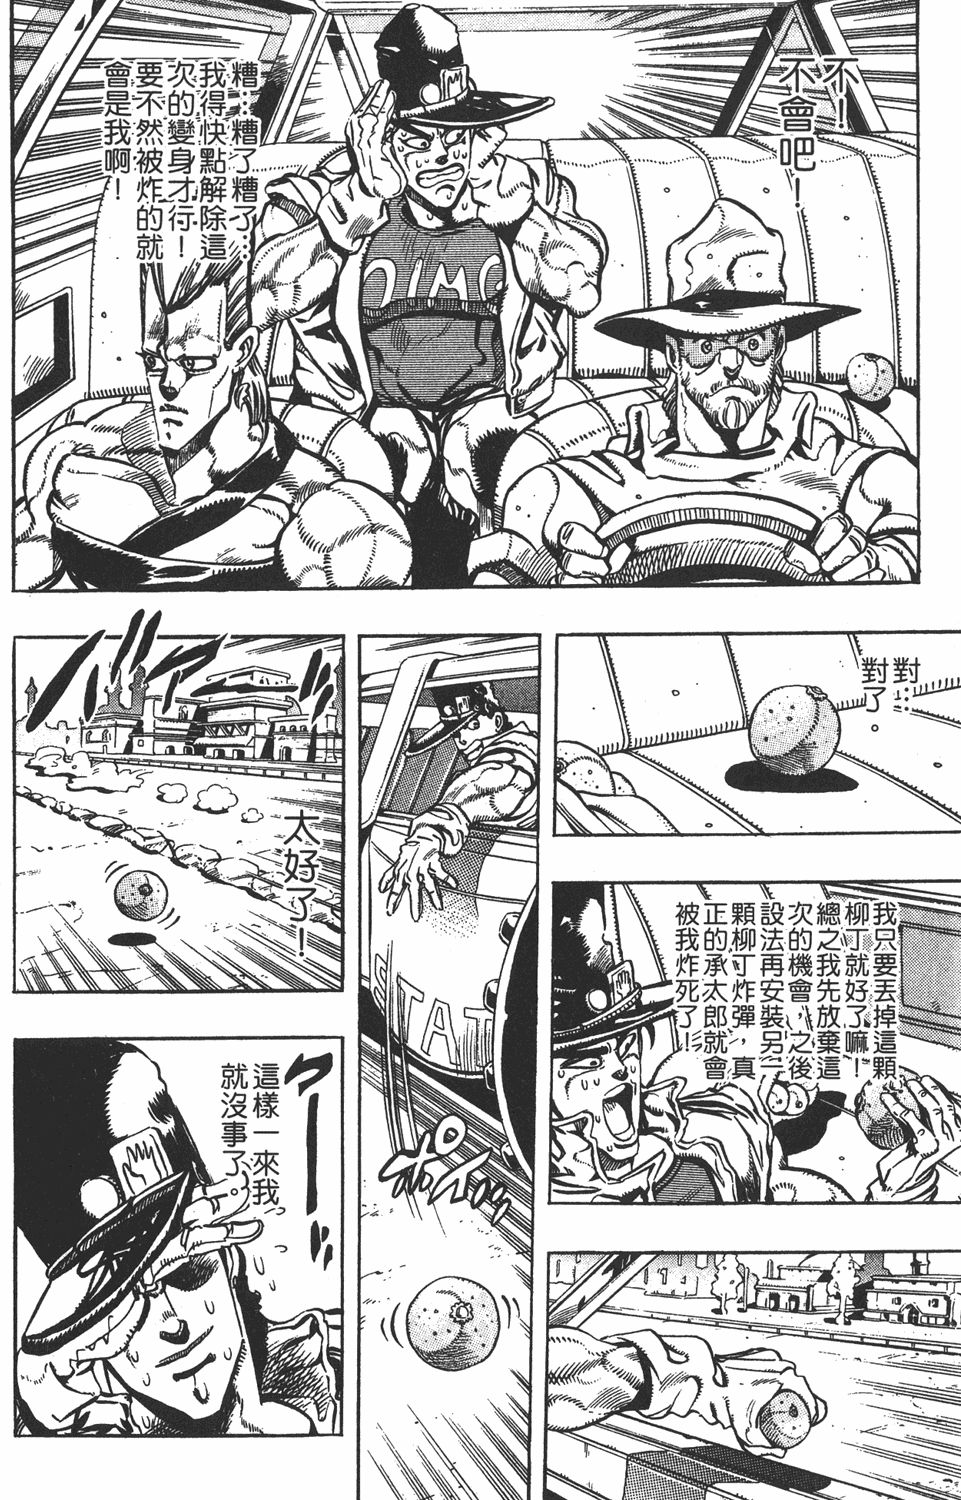 不！
不會吧！
糟…糟了糟了…
我得快點解除這
次的變身才行！
要不然被炸的就
會是我啊！
DIMO
對…
對了。
我只要丟掉這顆
柳丁就好了嘛！
總之我先放棄這
次的機會，之後
設法再安裝另一
顆柳丁炸彈，真
正的承太郎就會
被我炸死了！
STAT
ポイッ
太好了！
這樣一來我
就沒事了…。